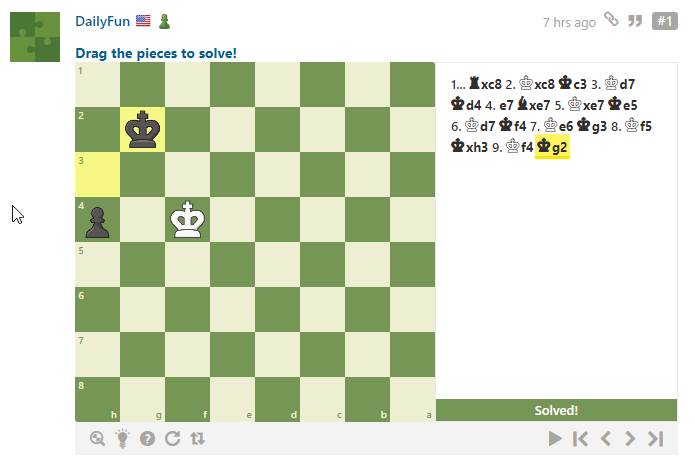 DailyFun 7 hrs ago #1
Drag the pieces to solve!
1... ♜xc8 2. ♔xc8 ♚c3 3. ♔d7
♚d4 4. e7 ♝xe7 5. ♔xe7 ♚e5
6. ♔d7 ♚f4 7. ♔e6 ♚g3 8. ♔f5
♚xh3 9. ♔f4 ♚g2
1
2
3
4
5
6
7
8
h g f e d c b a
Solved!